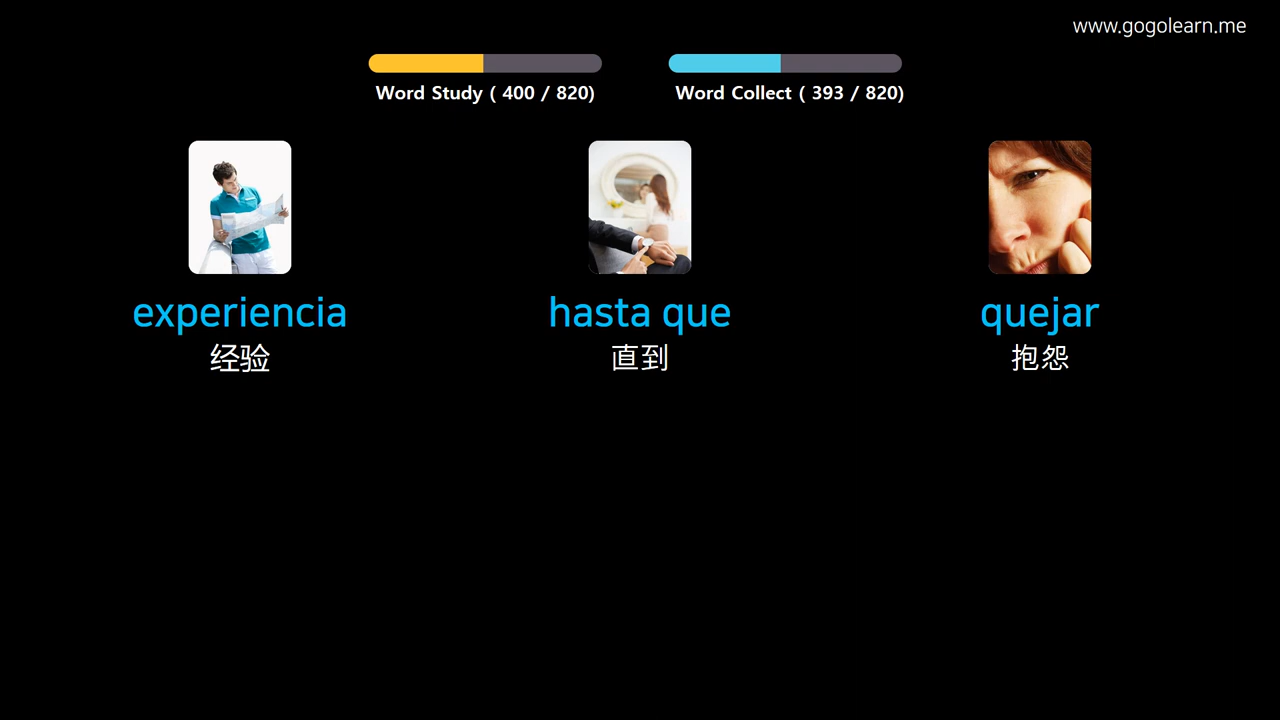 www.gogolearn.me
Word Study ( 400 / 820)
Word Collect ( 393 / 820)
experiencia
经验
hasta que
直到
quejar
抱怨